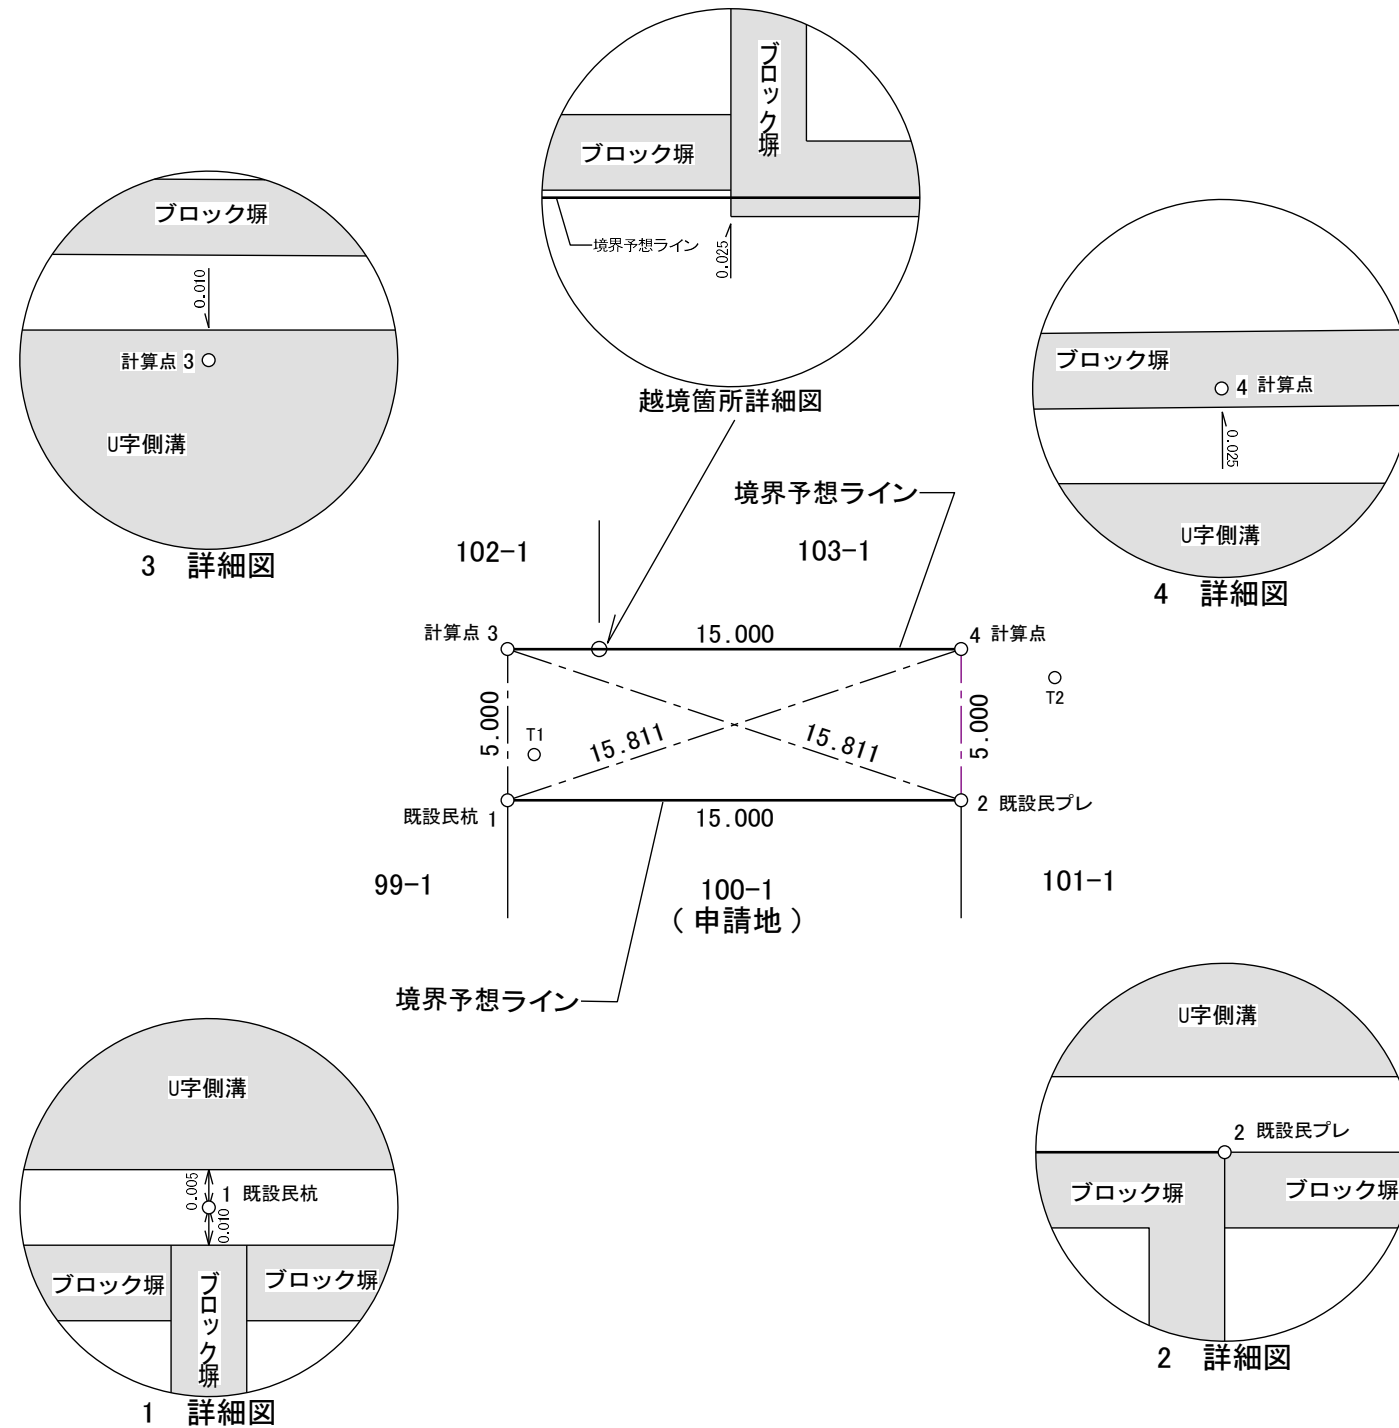 ブロック塀
ブロック塀
境界予想ライン
0.025
越境箇所詳細図
ブロック塀
0.010
計算点 3
U字側溝
3 詳細図
ブロック塀
4 計算点
0.025
U字側溝
4 詳細図
境界予想ライン
102-1
103-1
計算点 3
15.000
4 計算点
5.000
T1
15.811
15.811
5.000
T2
既設民杭 1
15.000
2 既設民プレ
99-1
100-1
(申請地)
101-1
境界予想ライン
U字側溝
0.005
1 既設民杭
0.010
ブロック塀
ブロック塀
ブロック塀
1 詳細図
U字側溝
2 既設民プレ
ブロック塀
ブロック塀
2 詳細図